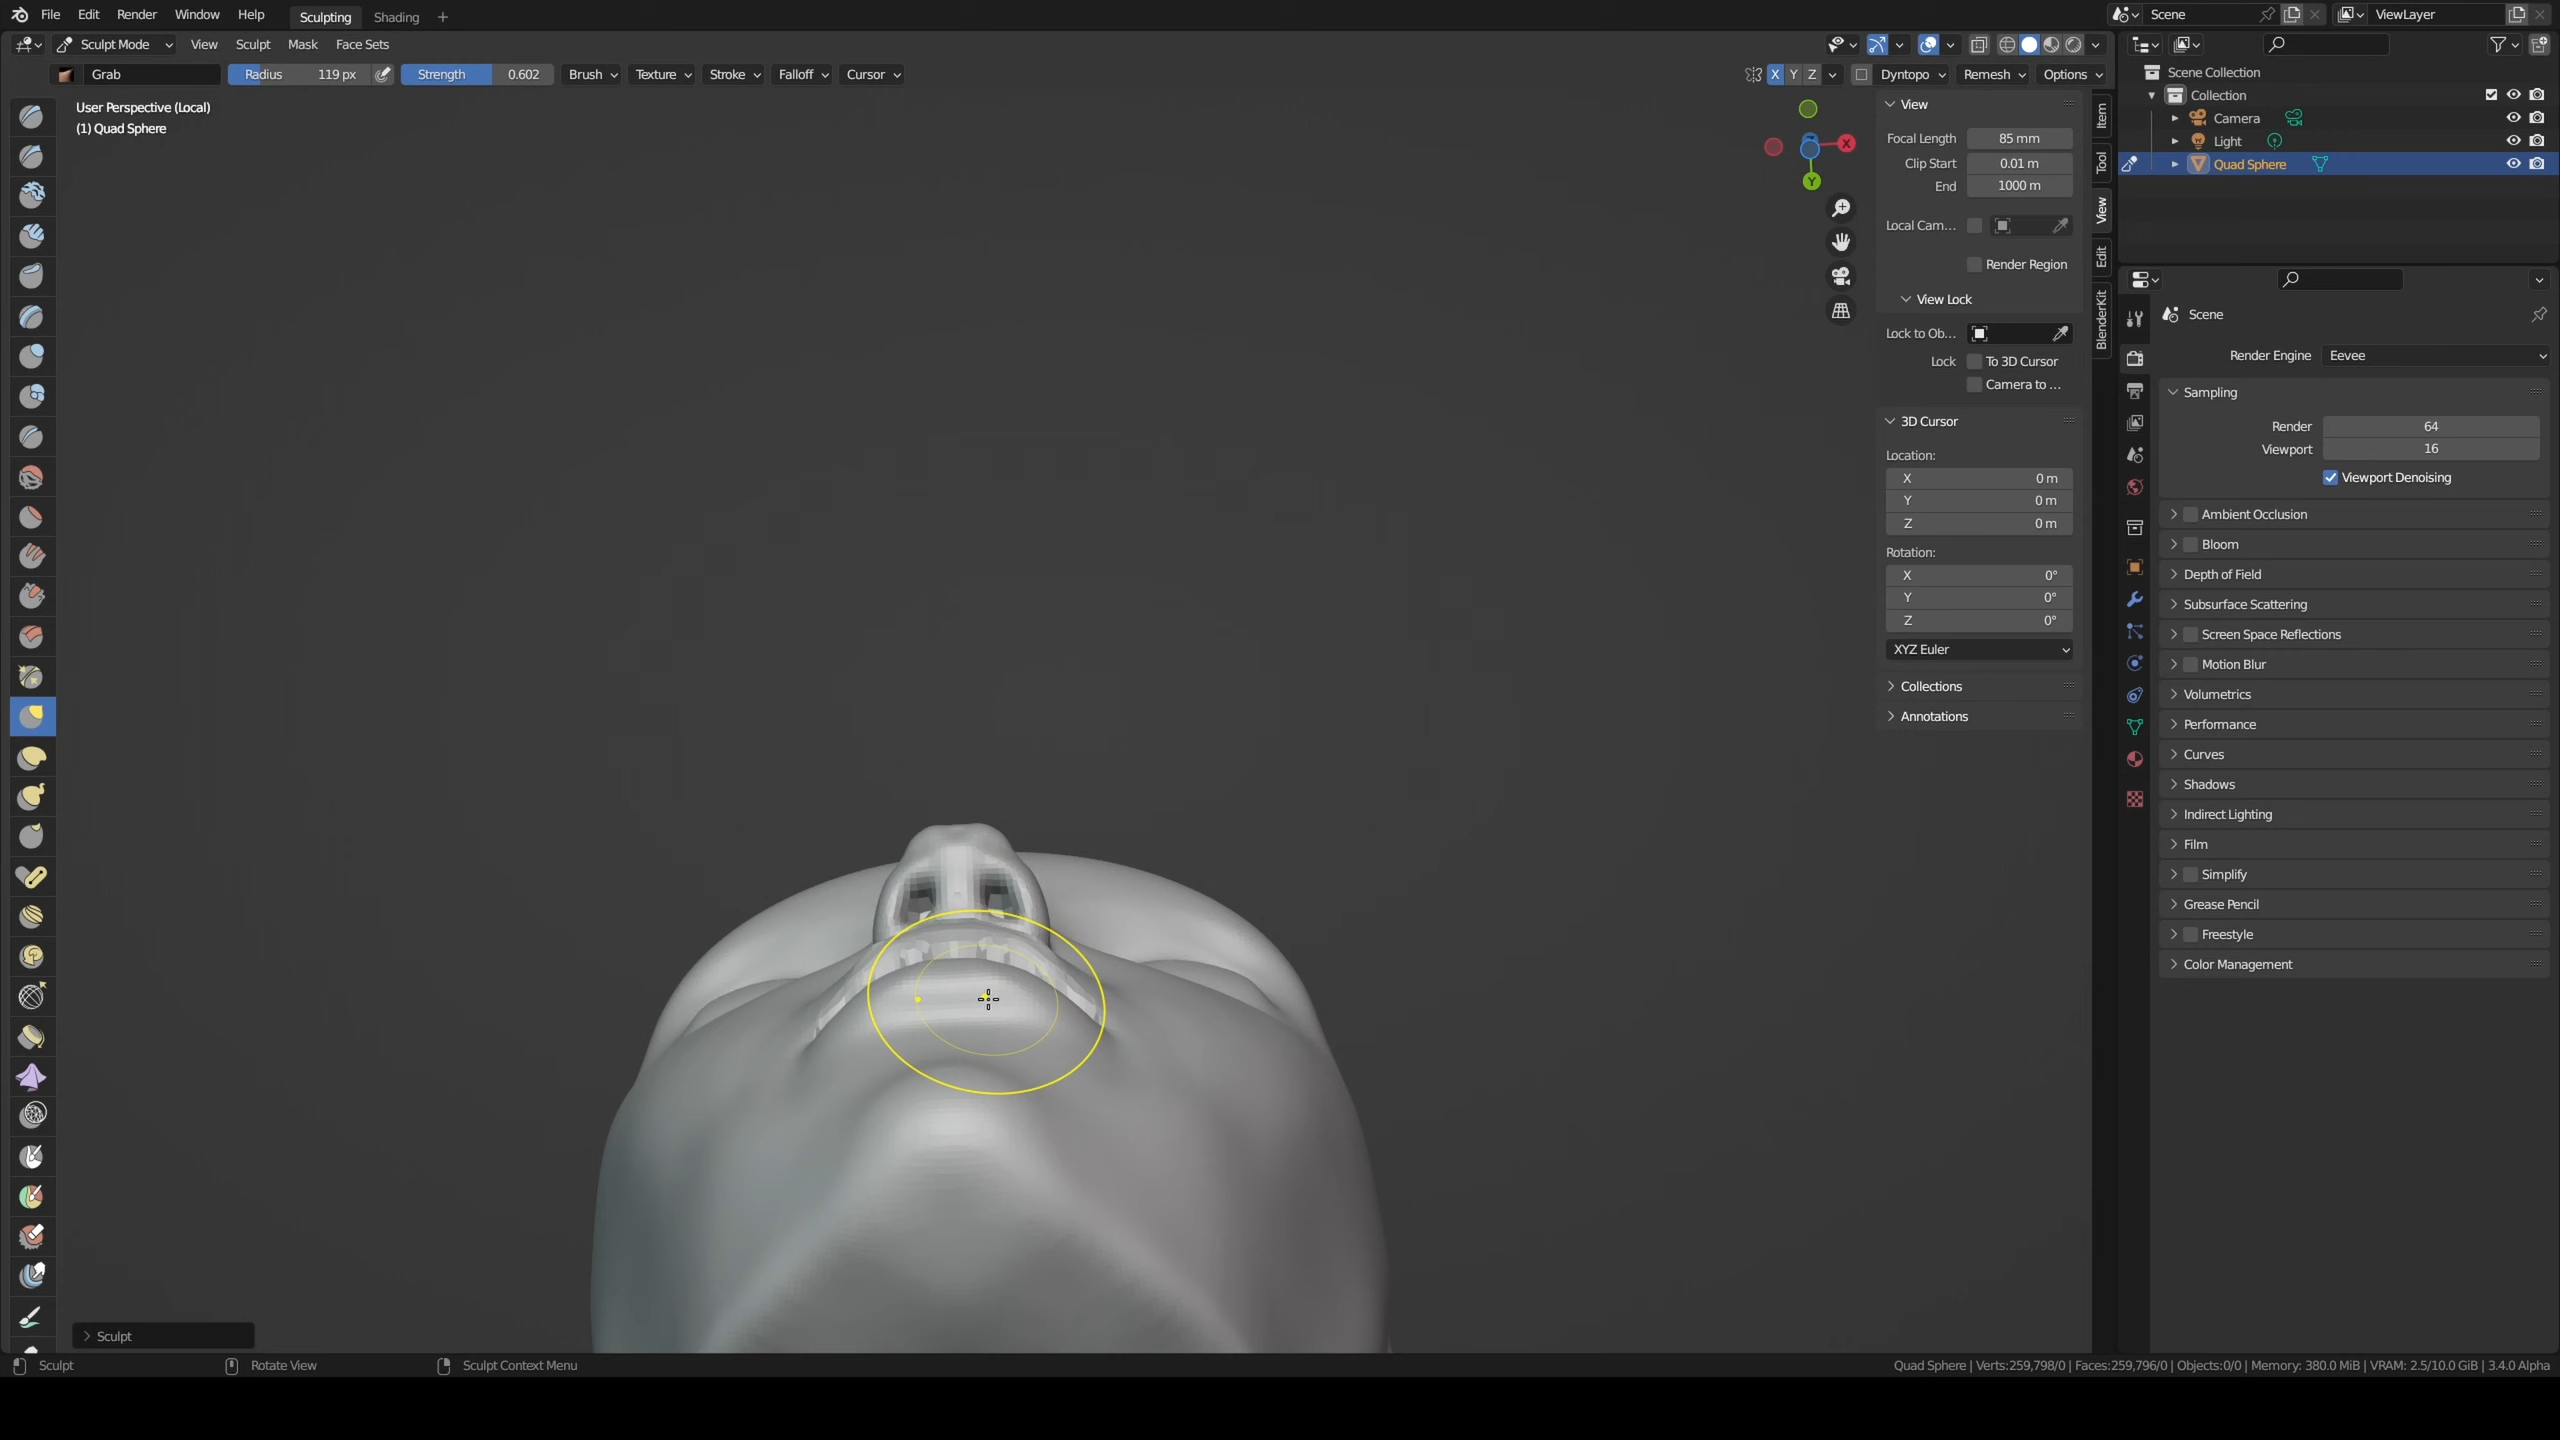 File Edit Render Window Help Sculpting Shading + Scene ViewLayer
Sculpt Mode View Sculpt Mask Face Sets
Grab Radius 119 px Strength 0.602 Brush Texture Stroke Falloff Cursor X Y Z Dyntopo Remesh Options
User Perspective (Local)
(1) Quad Sphere
X
Y
View
Focal Length 85 mm
Clip Start 0.01 m
End 1000 m
Local Cam...
Render Region
View Lock
Lock to Ob...
Lock To 3D Cursor
Camera to ...
3D Cursor
Location:
X 0 m
Y 0 m
Z 0 m
Rotation:
X 0°
Y 0°
Z 0°
XYZ Euler
Collections
Annotations
Item
Tool
View
Edit
BlenderKit
Scene Collection
Collection
Camera
Light
Quad Sphere
Scene
Render Engine Eevee
Sampling
Render 64
Viewport 16
Viewport Denoising
Ambient Occlusion
Bloom
Depth of Field
Subsurface Scattering
Screen Space Reflections
Motion Blur
Volumetrics
Performance
Curves
Shadows
Indirect Lighting
Film
Simplify
Grease Pencil
Freestyle
Color Management
Sculpt
Sculpt Rotate View Sculpt Context Menu Quad Sphere | Verts:259,798/0 | Faces:259,796/0 | Objects:0/0 | Memory: 380.0 MiB | VRAM: 2.5/10.0 GiB | 3.4.0 Alpha